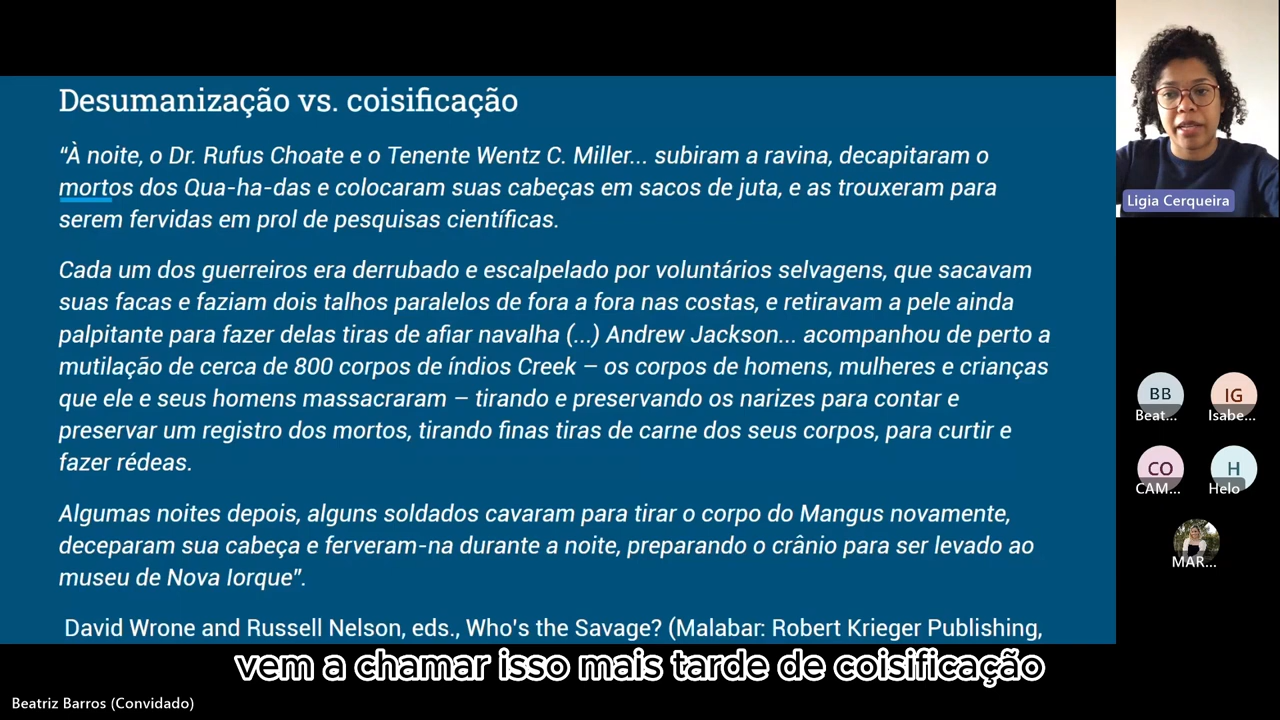 Desumanização vs. coisificação
“À noite, o Dr. Rufus Choate e o Tenente Wentz C. Miller... subiram a ravina, decapitaram o
mortos dos Qua-ha-das e colocaram suas cabeças em sacos de juta, e as trouxeram para
serem fervidas em prol de pesquisas científicas.
Cada um dos guerreiros era derrubado e escalpelado por voluntários selvagens, que sacavam
suas facas e faziam dois talhos paralelos de fora a fora nas costas, e retiravam a pele ainda
palpitante para fazer delas tiras de afiar navalha (...) Andrew Jackson... acompanhou de perto a
mutilação de cerca de 800 corpos de índios Creek – os corpos de homens, mulheres e crianças
que ele e seus homens massacraram – tirando e preservando os narizes para contar e
preservar um registro dos mortos, tirando finas tiras de carne dos seus corpos, para curtir e
fazer rédeas.
Algumas noites depois, alguns soldados cavaram para tirar o corpo do Mangus novamente,
deceparam sua cabeça e ferveram-na durante a noite, preparando o crânio para ser levado ao
museu de Nova Iorque”.
David Wrone and Russell Nelson, eds., Who's the Savage? (Malabar: Robert Krieger Publishing,
vem a chamar isso mais tarde de coisificação
Beatriz Barros (Convidado)
Ligia Cerqueira
BB
Beat...
IG
Isabe...
CO
CAM...
H
Helo
MAR...